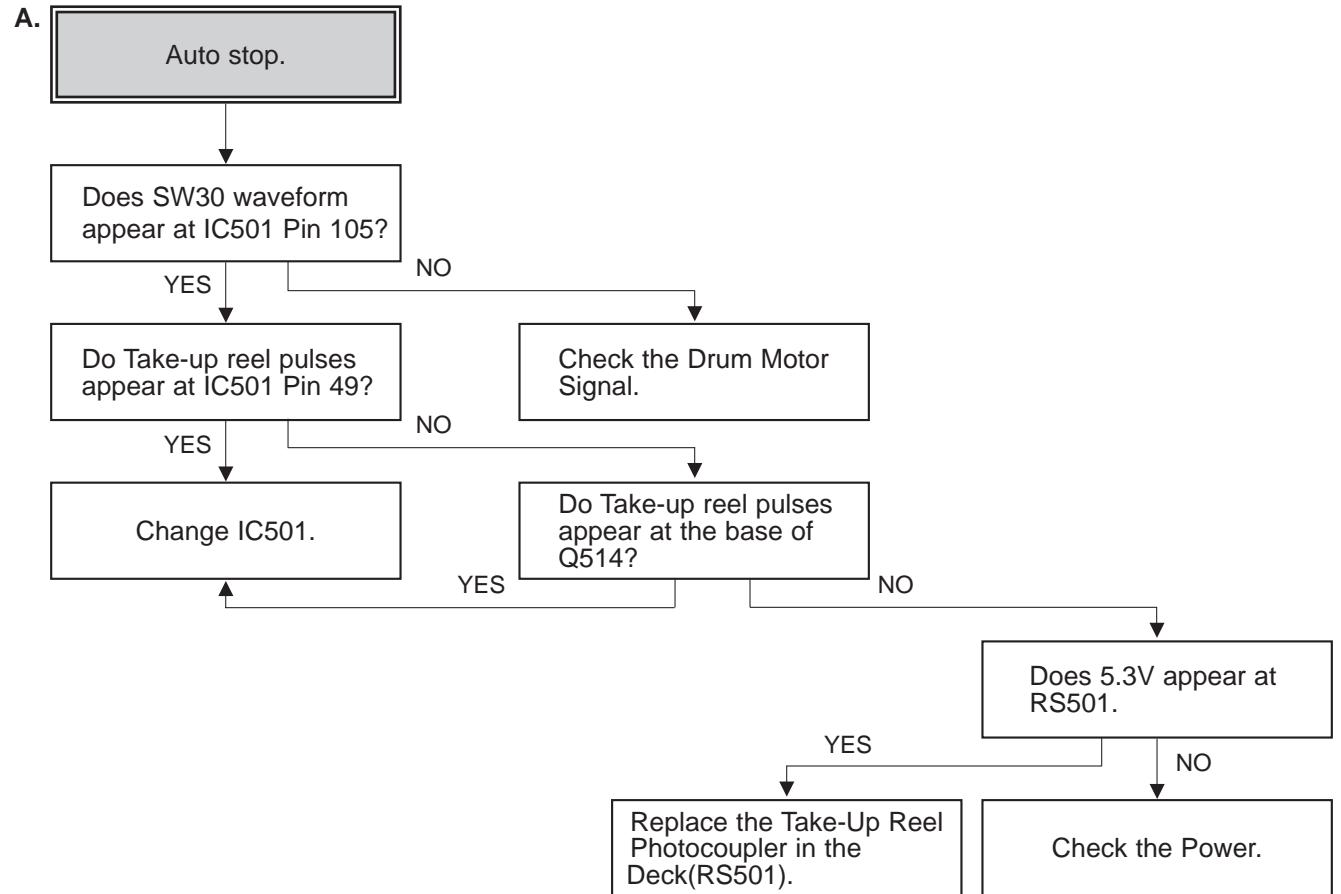 A.
Auto stop.
Does SW30 waveform
appear at IC501 Pin 105?
YES
NO
Do Take-up reel pulses
appear at IC501 Pin 49?
Check the Drum Motor
Signal.
YES
NO
Change IC501.
Do Take-up reel pulses
appear at the base of
Q514?
YES
NO
Does 5.3V appear at
RS501.
YES
NO
Replace the Take-Up Reel
Photocoupler in the
Deck(RS501).
Check the Power.